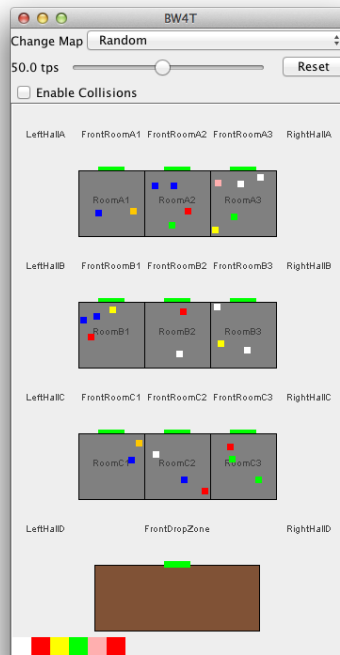 BW4T
Change Map Random
50.0 tps Reset
Enable Collisions
LeftHallA FrontRoomA1 FrontRoomA2 FrontRoomA3 RightHallA
RoomA1 RoomA2 RoomA3
LeftHallB FrontRoomB1 FrontRoomB2 FrontRoomB3 RightHallB
RoomB1 RoomB2 RoomB3
LeftHallC FrontRoomC1 FrontRoomC2 FrontRoomC3 RightHallC
RoomC1 RoomC2 RoomC3
LeftHallD FrontDropZone RightHallD